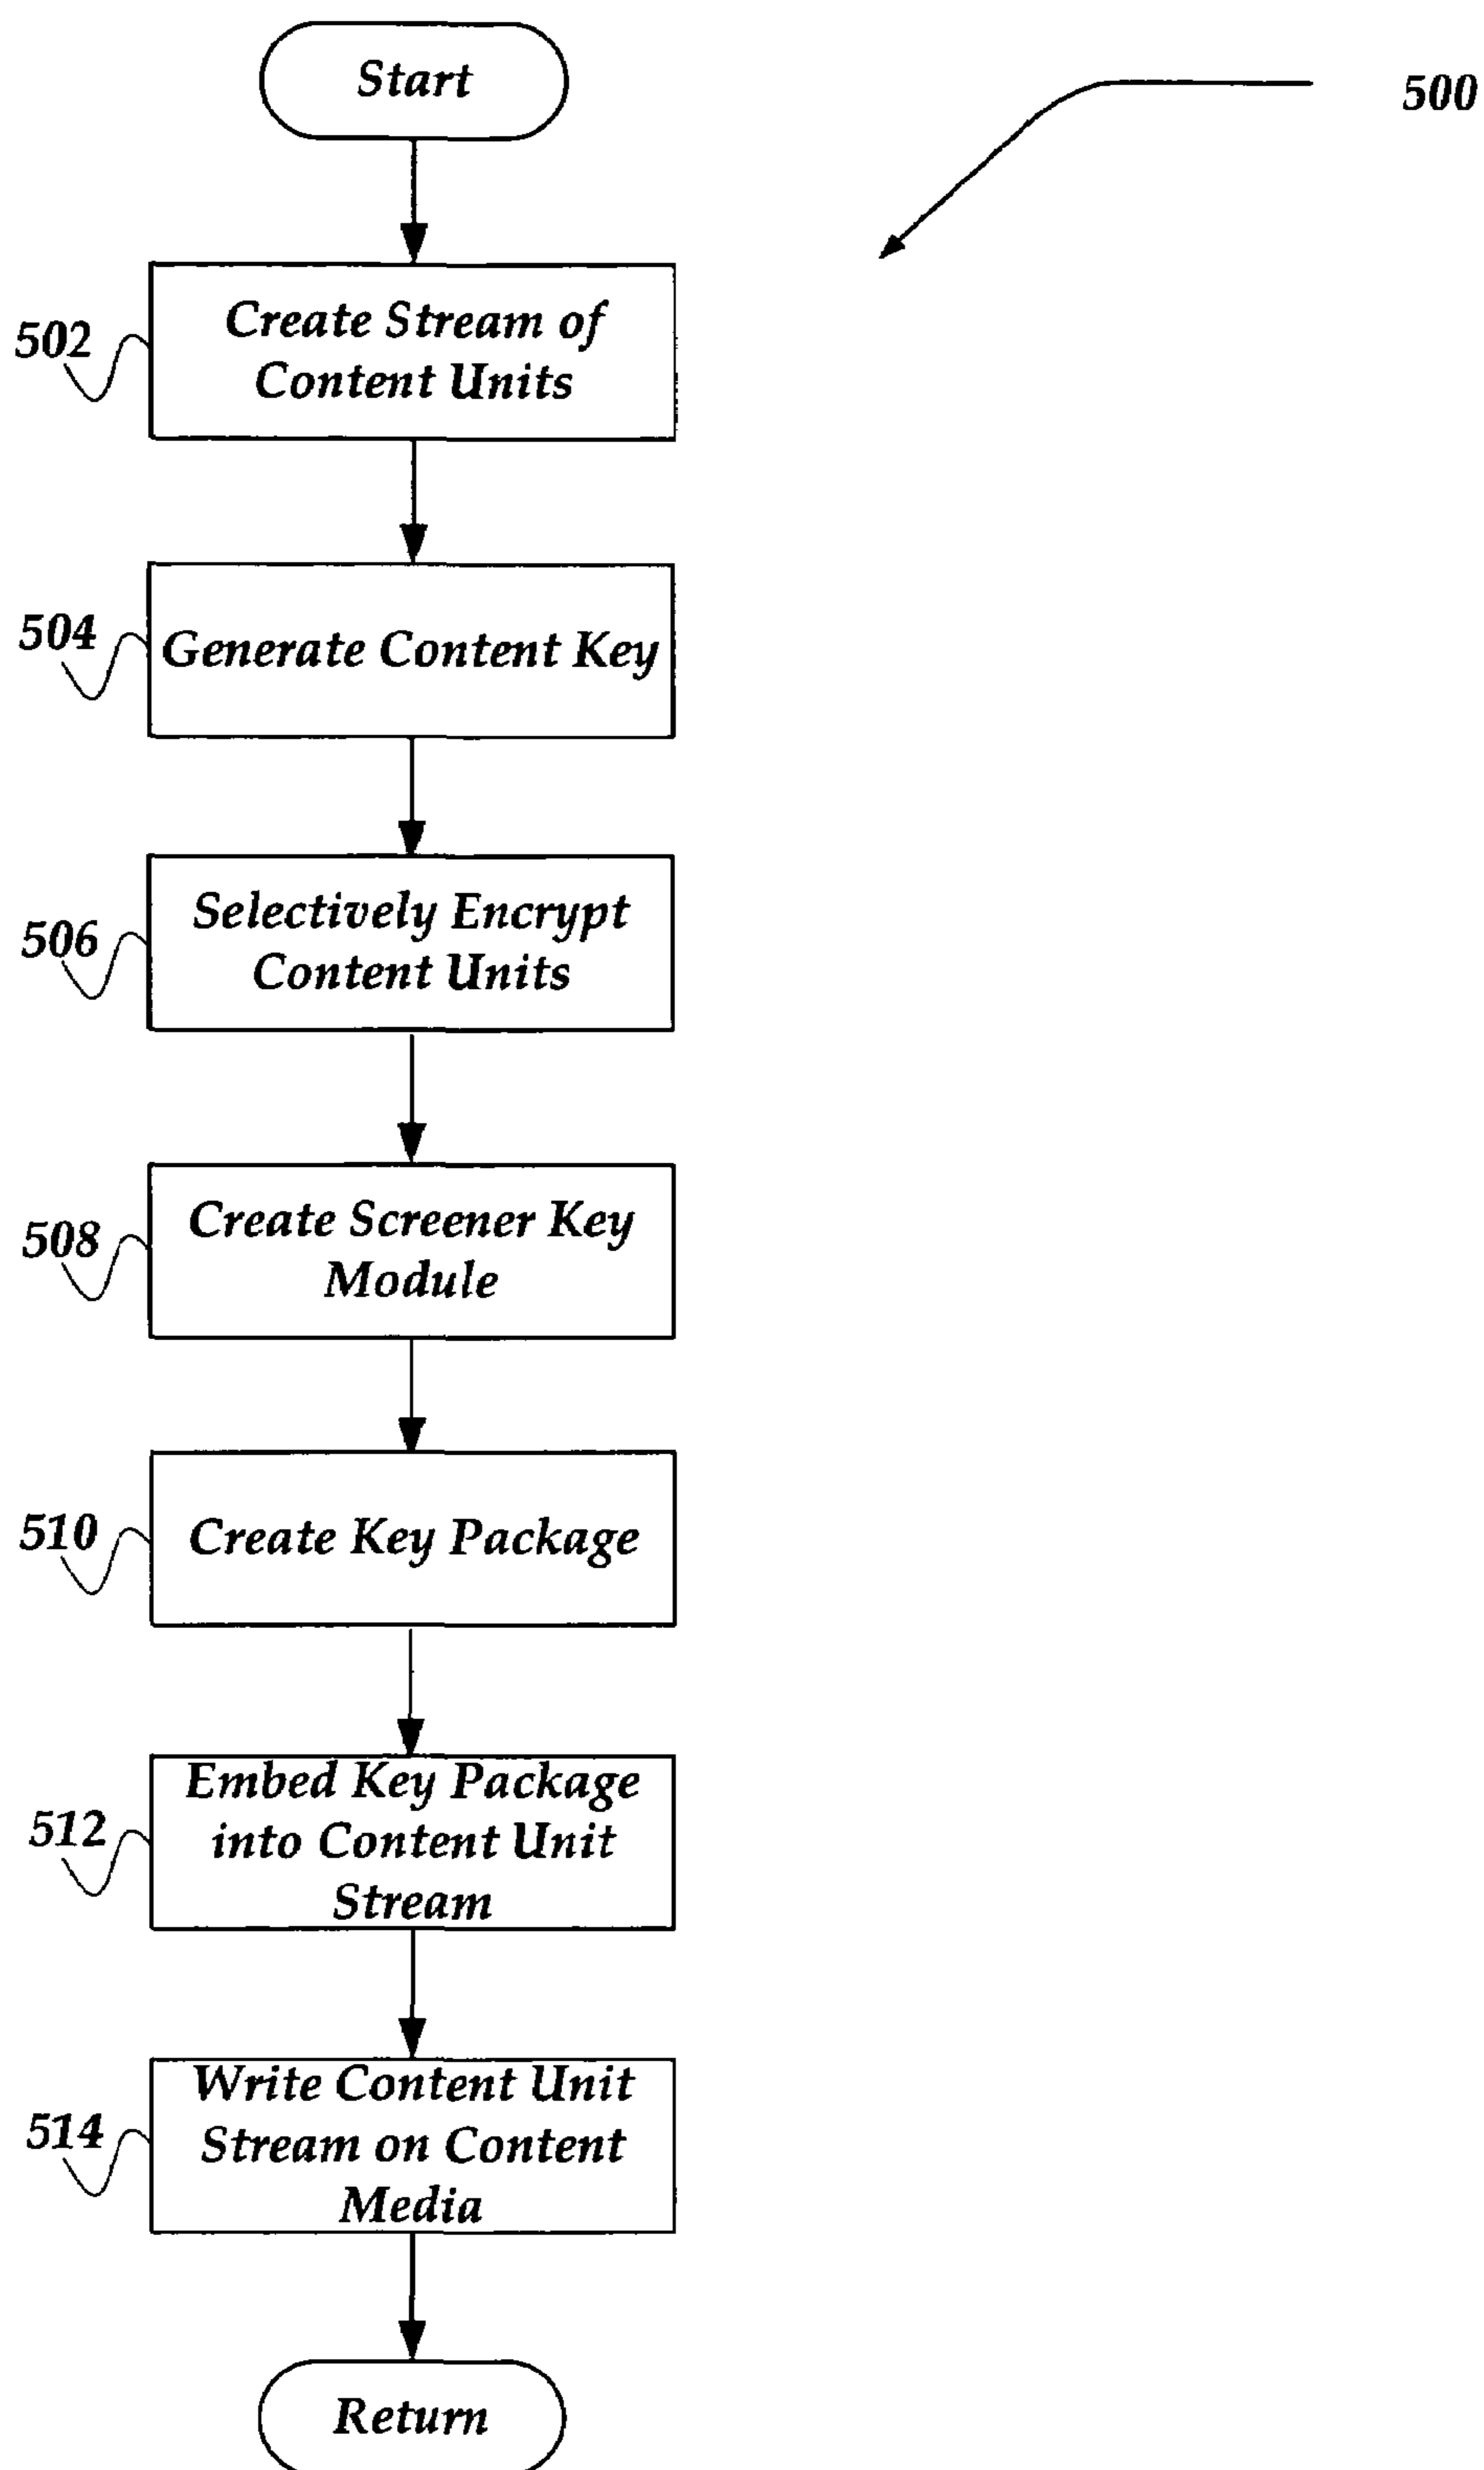 Start
500
502
Create Stream of
Content Units
504
Generate Content Key
506
Selectively Encrypt
Content Units
508
Create Screener Key
Module
510
Create Key Package
512
Embed Key Package
into Content Unit
Stream
514
Write Content Unit
Stream on Content
Media
Return